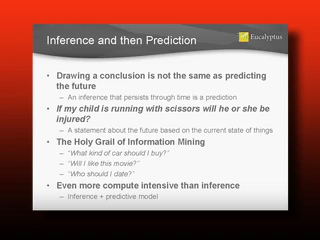 Inference and then Prediction
Eucalyptus
• Drawing a conclusion is not the same as predicting
the future
– An inference that persists through time is a prediction
• If my child is running with scissors will he or she be
injured?
– A statement about the future based on the current state of things
• The Holy Grail of Information Mining
– "What kind of car should I buy?"
– "Will I like this movie?"
– "Who should I date?"
• Even more compute intensive than inference
– Inference + predictive model